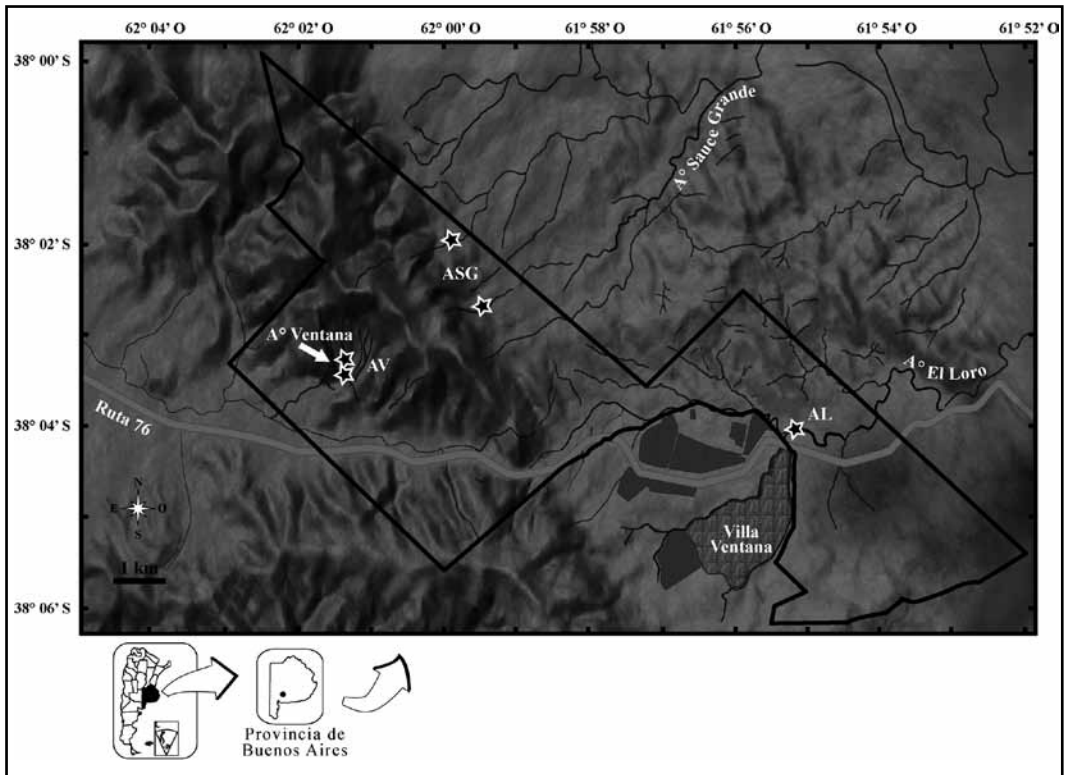 62° 04' O
62° 02' O
62° 00' O
61° 58' O
61° 56' O
61° 54' O
61° 52' O
38° 00' S
38° 02' S
38° 04' S
38° 06' S
A° Sauce Grande
ASG
A° Ventana
AV
A° El Loro
AL
Ruta 76
Villa
Ventana
N
E
O
S
1 km
Provincia de
Buenos Aires